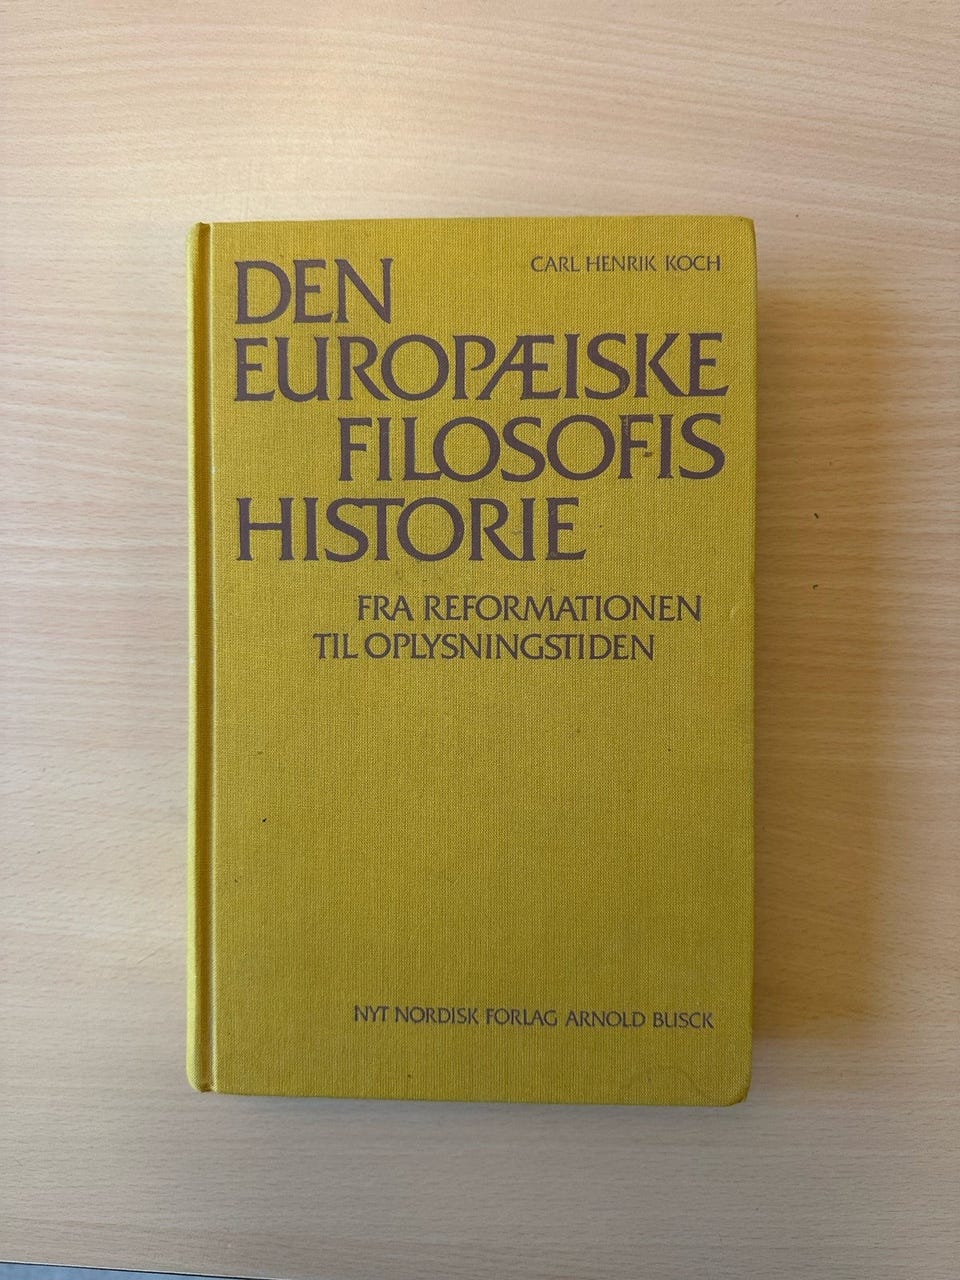 CARL HENRIK KOCH
DEN
EUROPÆISKE
FILOSOFIS
HISTORIE
FRA REFORMATIONEN
TIL OPLYSNINGSTIDEN
NYT NORDISK FORLAG ARNOLD BUSCK